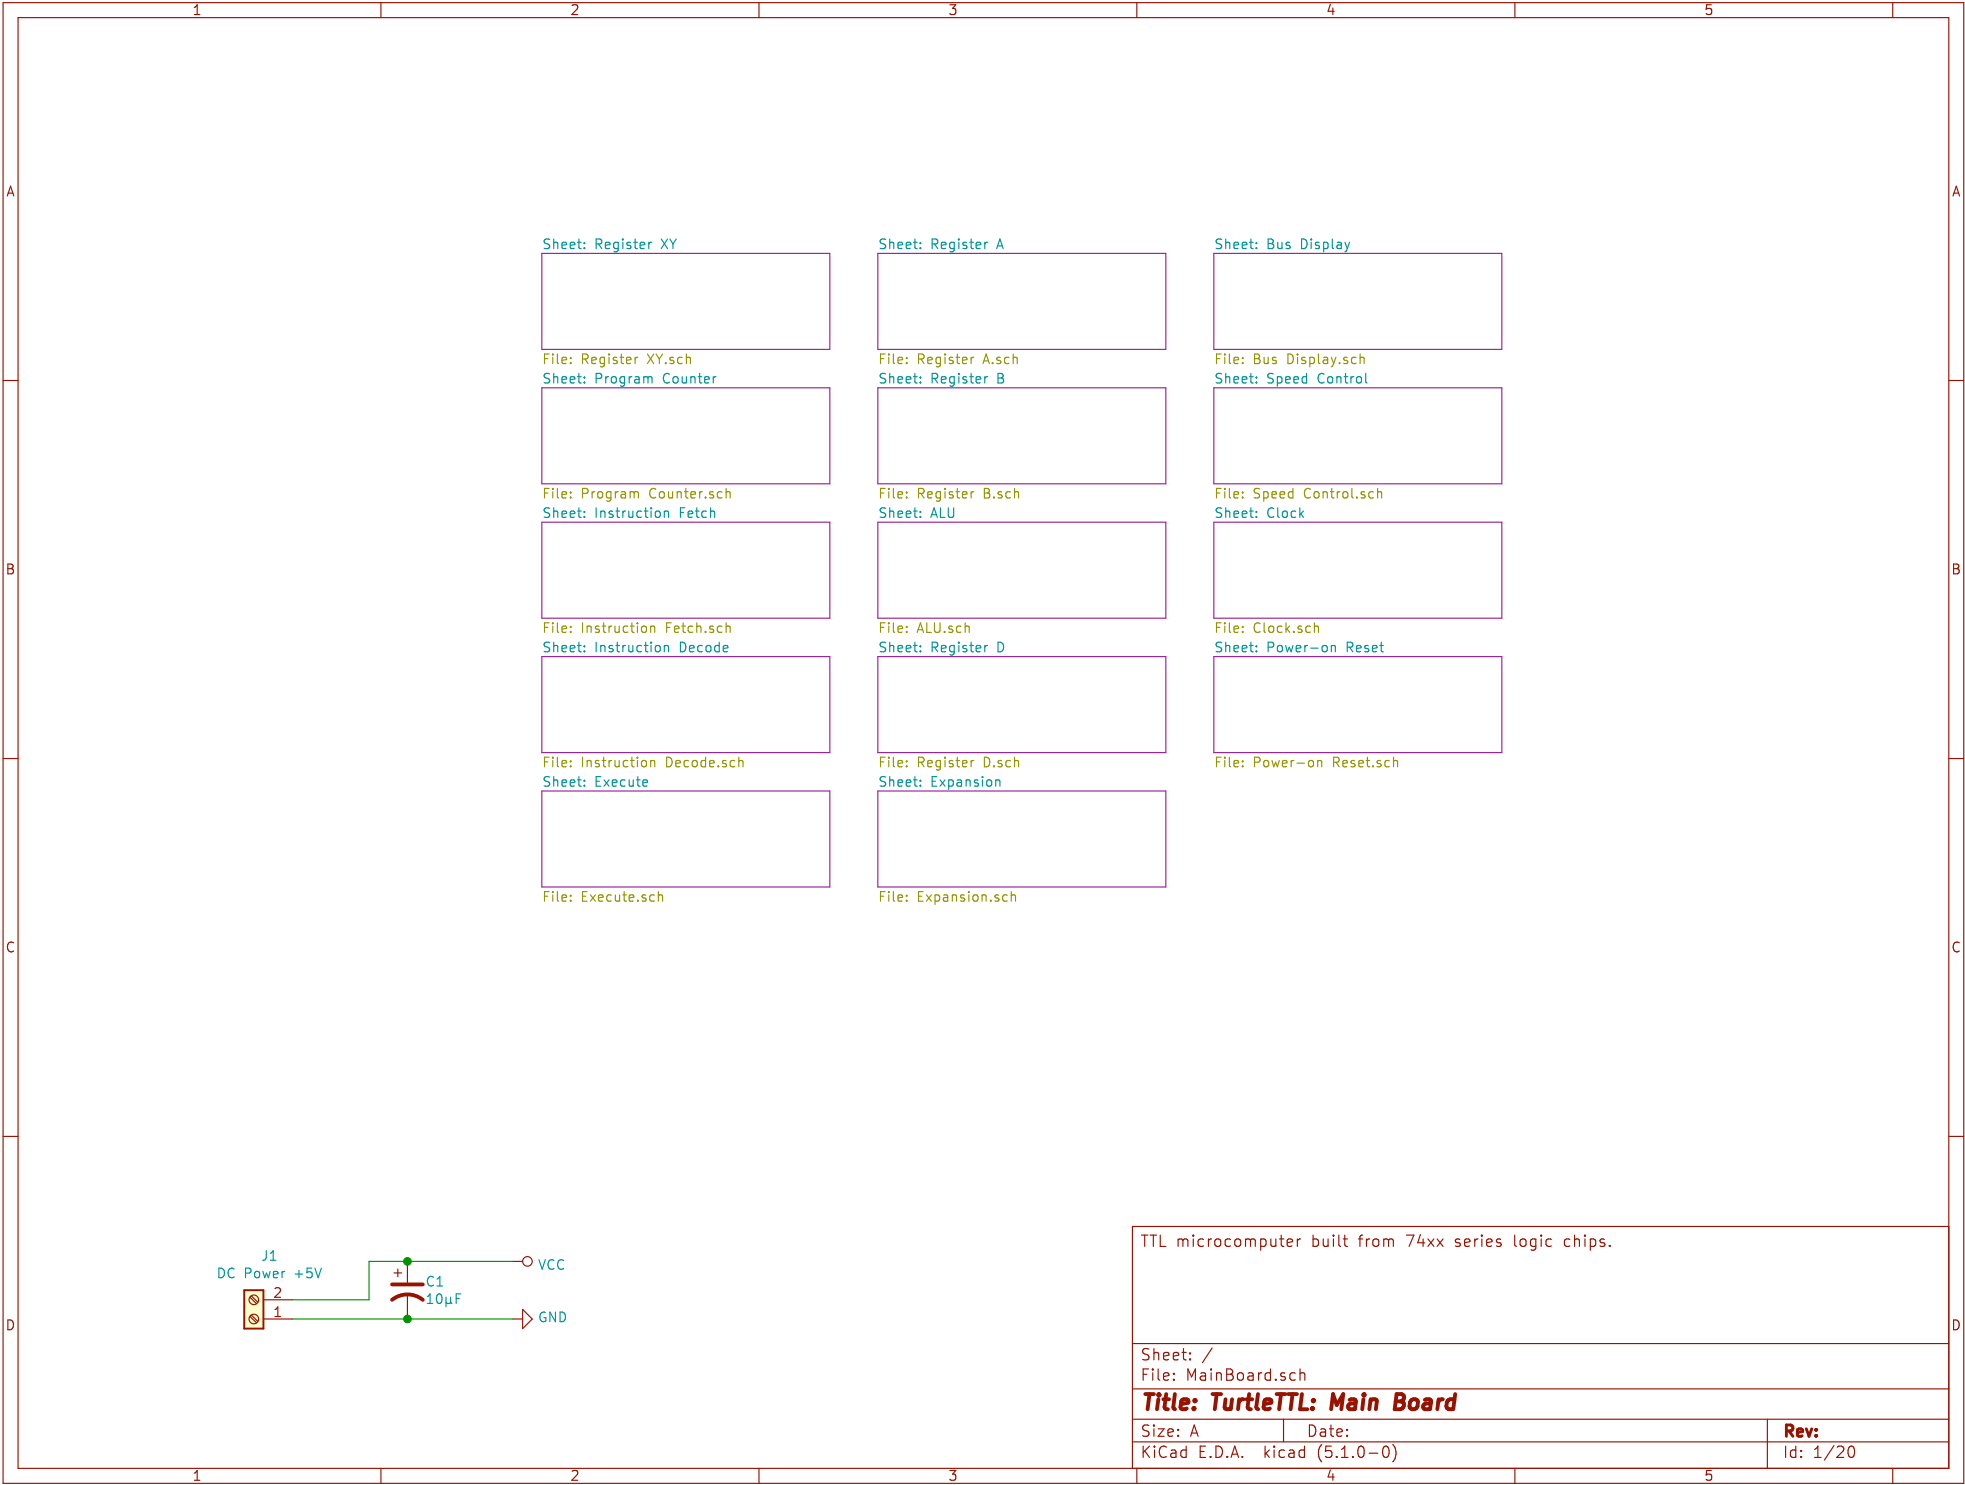 1 2 3 4 5
A A
Sheet: Register XY
File: Register XY.sch
Sheet: Register A
File: Register A.sch
Sheet: Bus Display
File: Bus Display.sch
Sheet: Program Counter
File: Program Counter.sch
Sheet: Register B
File: Register B.sch
Sheet: Speed Control
File: Speed Control.sch
B B
Sheet: Instruction Fetch
File: Instruction Fetch.sch
Sheet: ALU
File: ALU.sch
Sheet: Clock
File: Clock.sch
Sheet: Instruction Decode
File: Instruction Decode.sch
Sheet: Register D
File: Register D.sch
Sheet: Power-on Reset
File: Power-on Reset.sch
Sheet: Execute
File: Execute.sch
Sheet: Expansion
File: Expansion.sch
C C
J1
DC Power +5V
2
1
+
C1
10µF
VCC
GND
D D
TTL microcomputer built from 74xx series logic chips.
Sheet: /
File: MainBoard.sch
Title: TurtleTTL: Main Board
Size: A Date: Rev:
KiCad E.D.A. kicad (5.1.0-0) Id: 1/20
1 2 3 4 5